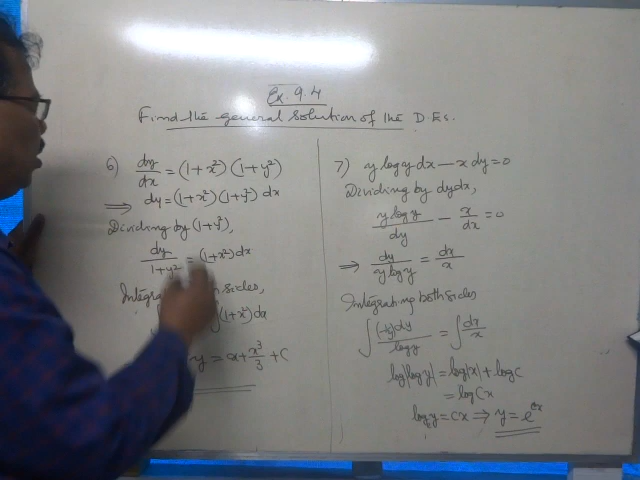 Ex. 9.4
Find the general solution of the D.Es.
6) dy/dx = (1+x²)(1+y²)
⇒ dy = (1+x²)(1+y²) dx
Dividing by (1+y²),
dy/1+y² = (1+x²) dx
Integra sides,
(1+x²) dx
y = x + x³/3 + C
7) y log y dx − x dy = 0
Dividing by dydx,
y log y/dy − x/dx = 0
⇒ dy/y log y = dx/x
Integrating both sides
∫ (1/y) dy/log y = ∫ dx/x
log|log y| = log|x| + log C
= log Cx
log y = Cx ⇒ y = e^Cx